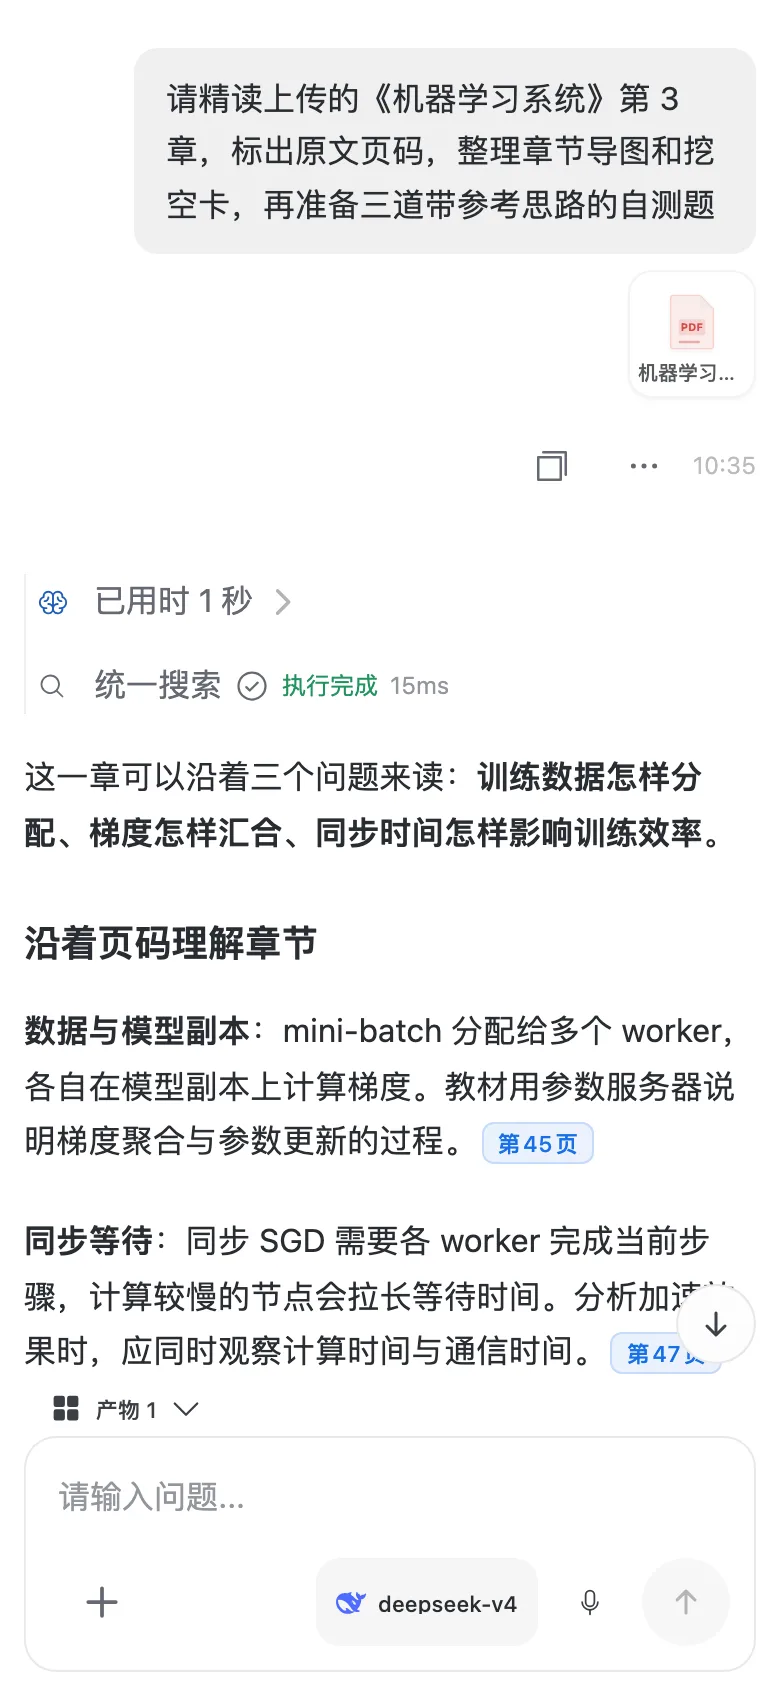 请精读上传的《机器学习系统》第 3
章，标出原文页码，整理章节导图和挖
空卡，再准备三道带参考思路的自测题
PDF
机器学习...
10:35
已用时 1 秒
统一搜索 执行完成 15ms
这一章可以沿着三个问题来读：训练数据怎样分
配、梯度怎样汇合、同步时间怎样影响训练效率。
沿着页码理解章节
数据与模型副本：mini-batch 分配给多个 worker，
各自在模型副本上计算梯度。教材用参数服务器说
明梯度聚合与参数更新的过程。 第45页
同步等待：同步 SGD 需要各 worker 完成当前步
骤，计算较慢的节点会拉长等待时间。分析加速
果时，应同时观察计算时间与通信时间。 第47页
产物 1
请输入问题...
deepseek-v4